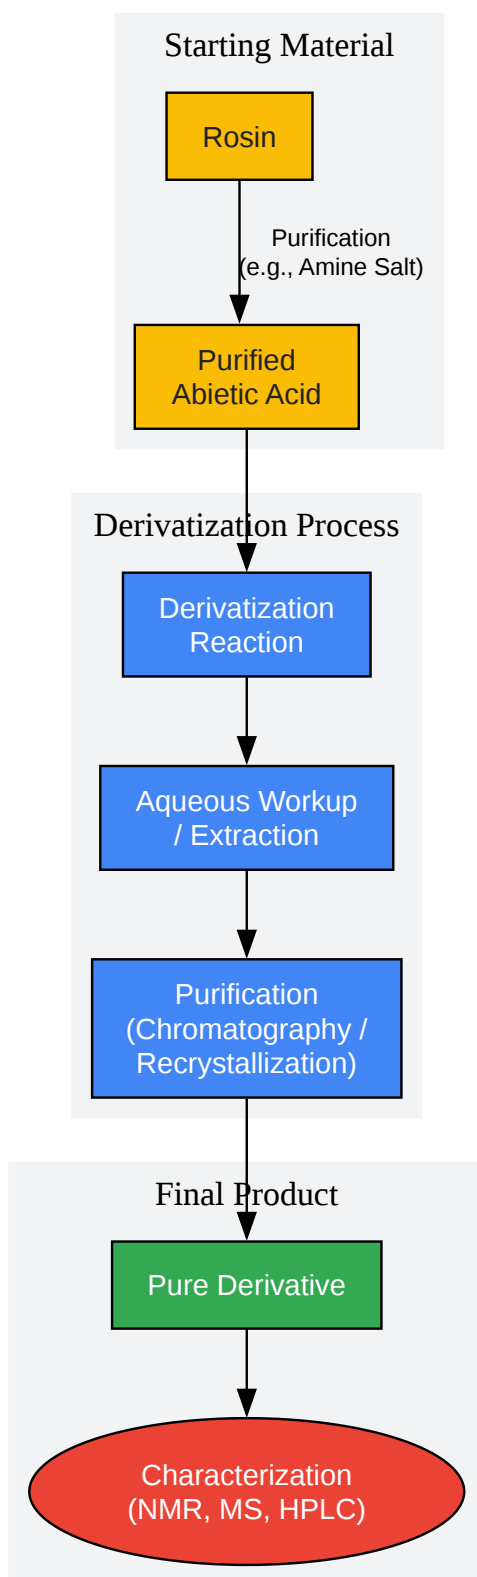 Starting Material
Rosin
Purification
(e.g., Amine Salt)
Purified
Abietic Acid
Derivatization Process
Derivatization
Reaction
Aqueous Workup
/ Extraction
Purification
(Chromatography /
Recrystallization)
Final Product
Pure Derivative
Characterization
(NMR, MS, HPLC)